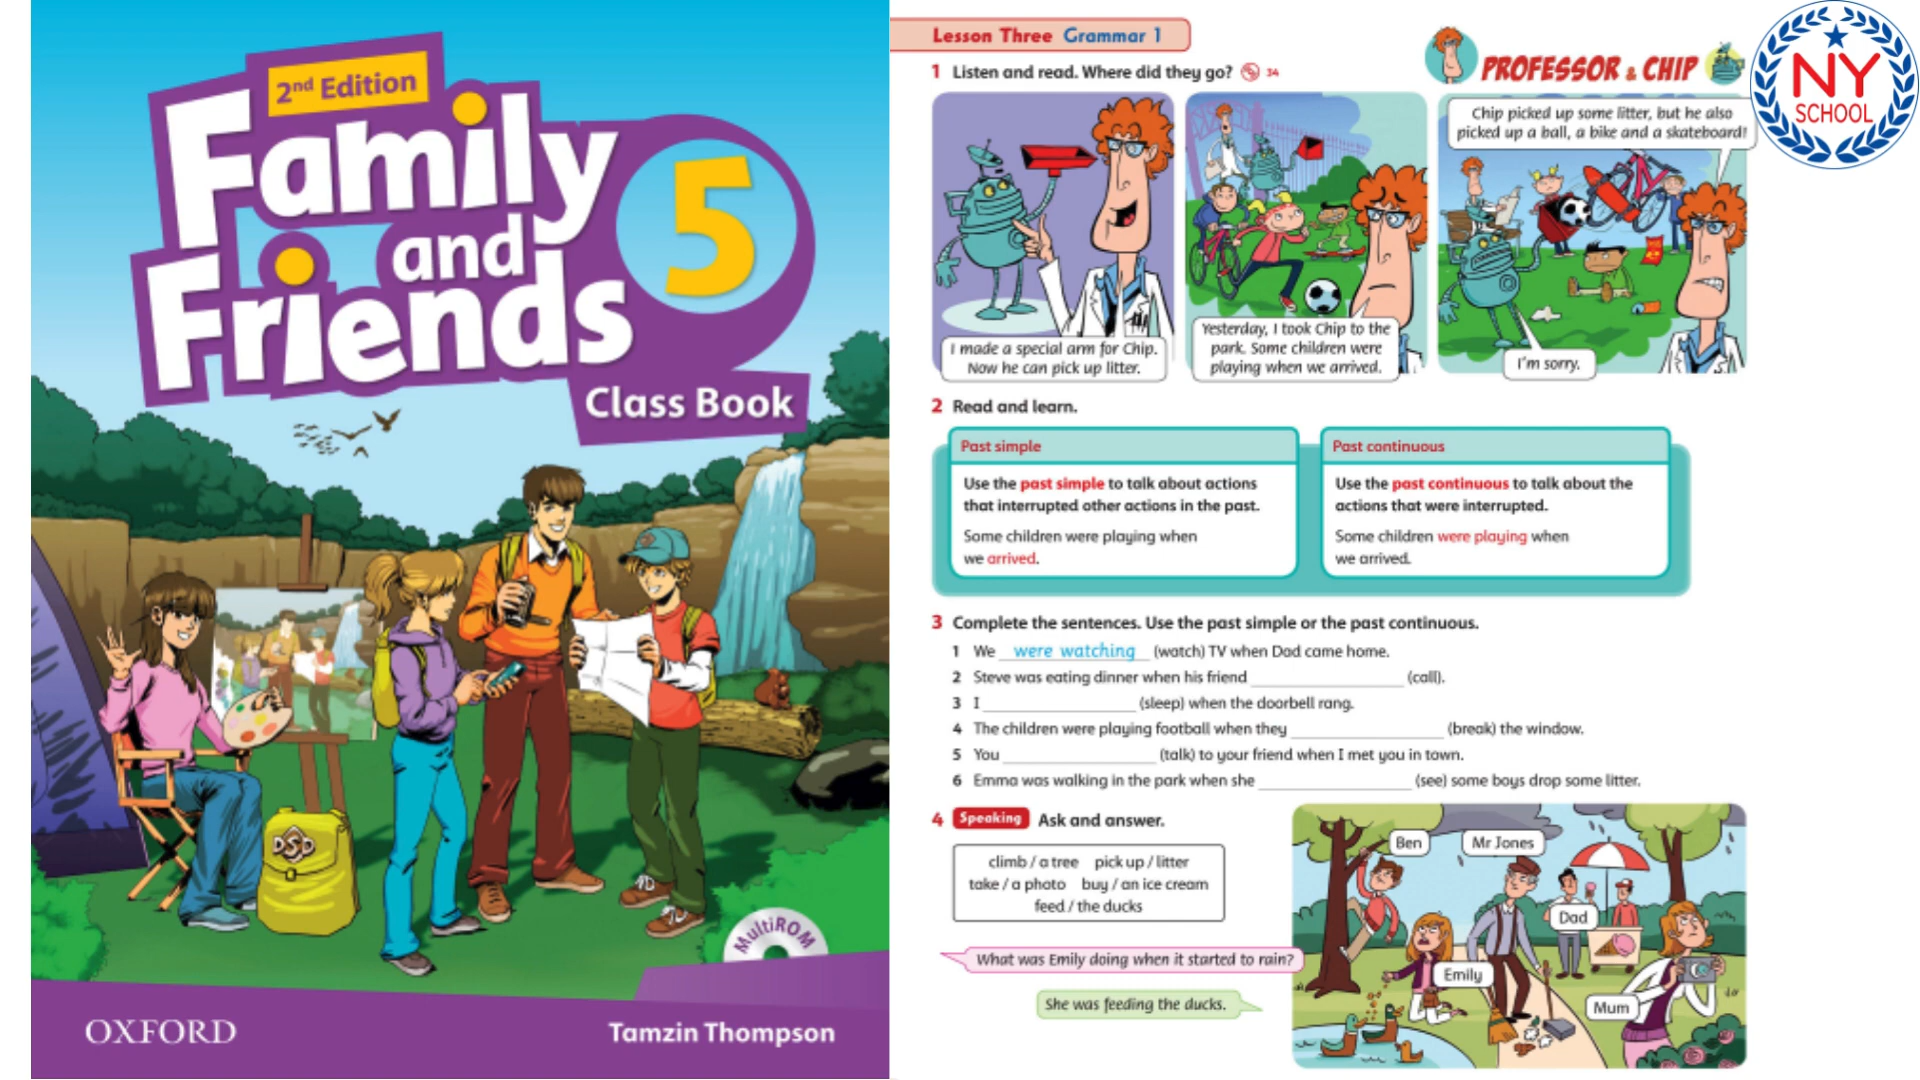 2nd Edition
Family
and
Friends
5
Class Book
DSD
MultiROM
OXFORD
Tamzin Thompson
Lesson Three Grammar 1
1 Listen and read. Where did they go? 34
PROFESSOR & CHIP
NY
SCHOOL
I made a special arm for Chip.
Now he can pick up litter.
Yesterday, I took Chip to the
park. Some children were
playing when we arrived.
Chip picked up some litter, but he also
picked up a ball, a bike and a skateboard!
I'm sorry.
2 Read and learn.
Past simple
Use the past simple to talk about actions
that interrupted other actions in the past.
Some children were playing when
we arrived.
Past continuous
Use the past continuous to talk about the
actions that were interrupted.
Some children were playing when
we arrived.
3 Complete the sentences. Use the past simple or the past continuous.
1 We were watching (watch) TV when Dad came home.
2 Steve was eating dinner when his friend ____________ (call).
3 I ____________ (sleep) when the doorbell rang.
4 The children were playing football when they ____________ (break) the window.
5 You ____________ (talk) to your friend when I met you in town.
6 Emma was walking in the park when she ____________ (see) some boys drop some litter.
4 Speaking Ask and answer.
climb / a tree pick up / litter
take / a photo buy / an ice cream
feed / the ducks
What was Emily doing when it started to rain?
She was feeding the ducks.
Ben
Mr Jones
Dad
Emily
Mum